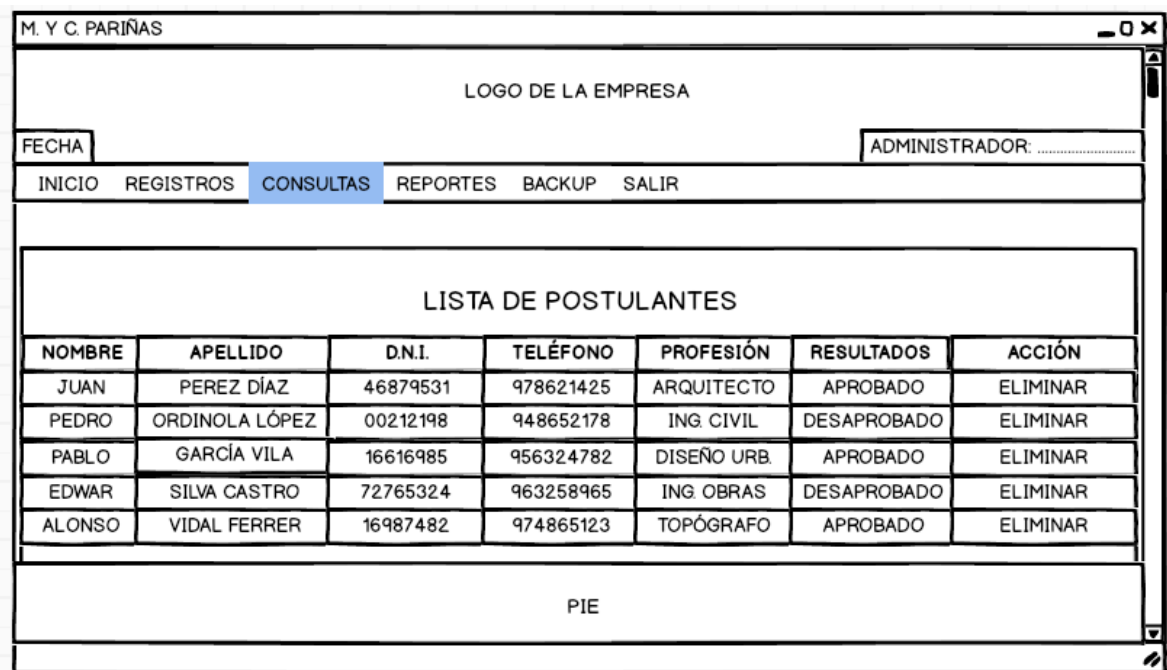 M. Y C. PARIÑAS
LOGO DE LA EMPRESA
FECHA ADMINISTRADOR: ..........................
INICIO REGISTROS CONSULTAS REPORTES BACKUP SALIR
LISTA DE POSTULANTES
NOMBRE APELLIDO D.N.I. TELÉFONO PROFESIÓN RESULTADOS ACCIÓN
JUAN PEREZ DÍAZ 46879531 978621425 ARQUITECTO APROBADO ELIMINAR
PEDRO ORDINOLA LÓPEZ 00212198 948652178 ING. CIVIL DESAPROBADO ELIMINAR
PABLO GARCÍA VILA 16616985 956324782 DISEÑO URB. APROBADO ELIMINAR
EDWAR SILVA CASTRO 72765324 963258965 ING. OBRAS DESAPROBADO ELIMINAR
ALONSO VIDAL FERRER 16987482 974865123 TOPÓGRAFO APROBADO ELIMINAR
PIE